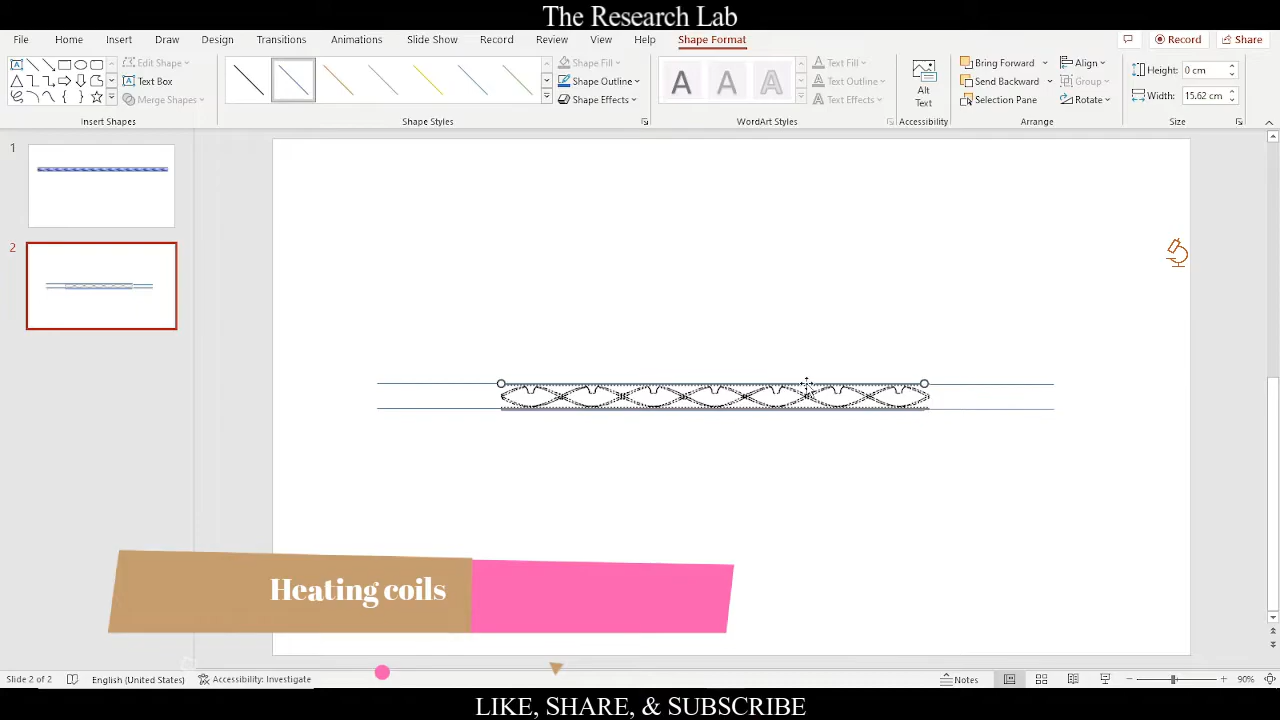 The Research Lab
File Home Insert Draw Design Transitions Animations Slide Show Record Review View Help Shape Format Record Share
Edit Shape Shape Fill Text Fill Bring Forward Align Height: 0 cm
Text Box Shape Outline Text Outline Send Backward Group Width: 15.62 cm
Merge Shapes Shape Effects A A A Text Effects Alt Text Selection Pane Rotate
Insert Shapes Shape Styles WordArt Styles Accessibility Arrange Size
1
2
Heating coils
Slide 2 of 2 English (United States) Accessibility: Investigate Notes 90%
LIKE, SHARE, & SUBSCRIBE